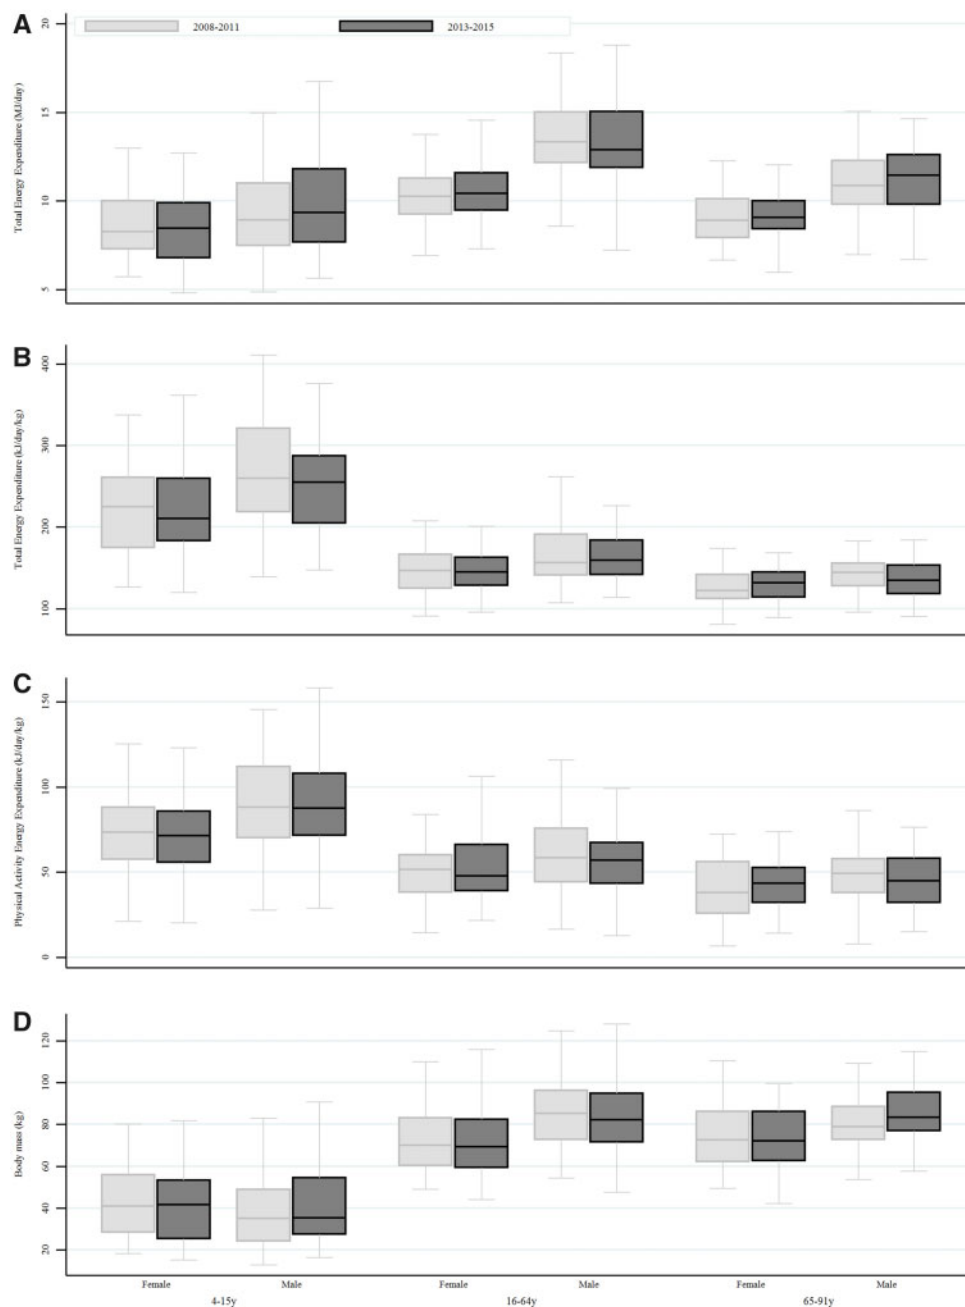 A
2008-2011
2013-2015
Total Energy Expenditure (MJ/day)
20
15
10
5
B
Total Energy Expenditure (kJ/day/kg)
400
300
200
100
C
Physical Activity Energy Expenditure (kJ/day/kg)
150
100
50
0
D
Body mass (kg)
120
100
80
60
40
20
Female Male Female Male Female Male
4-15y 16-64y 65-91y